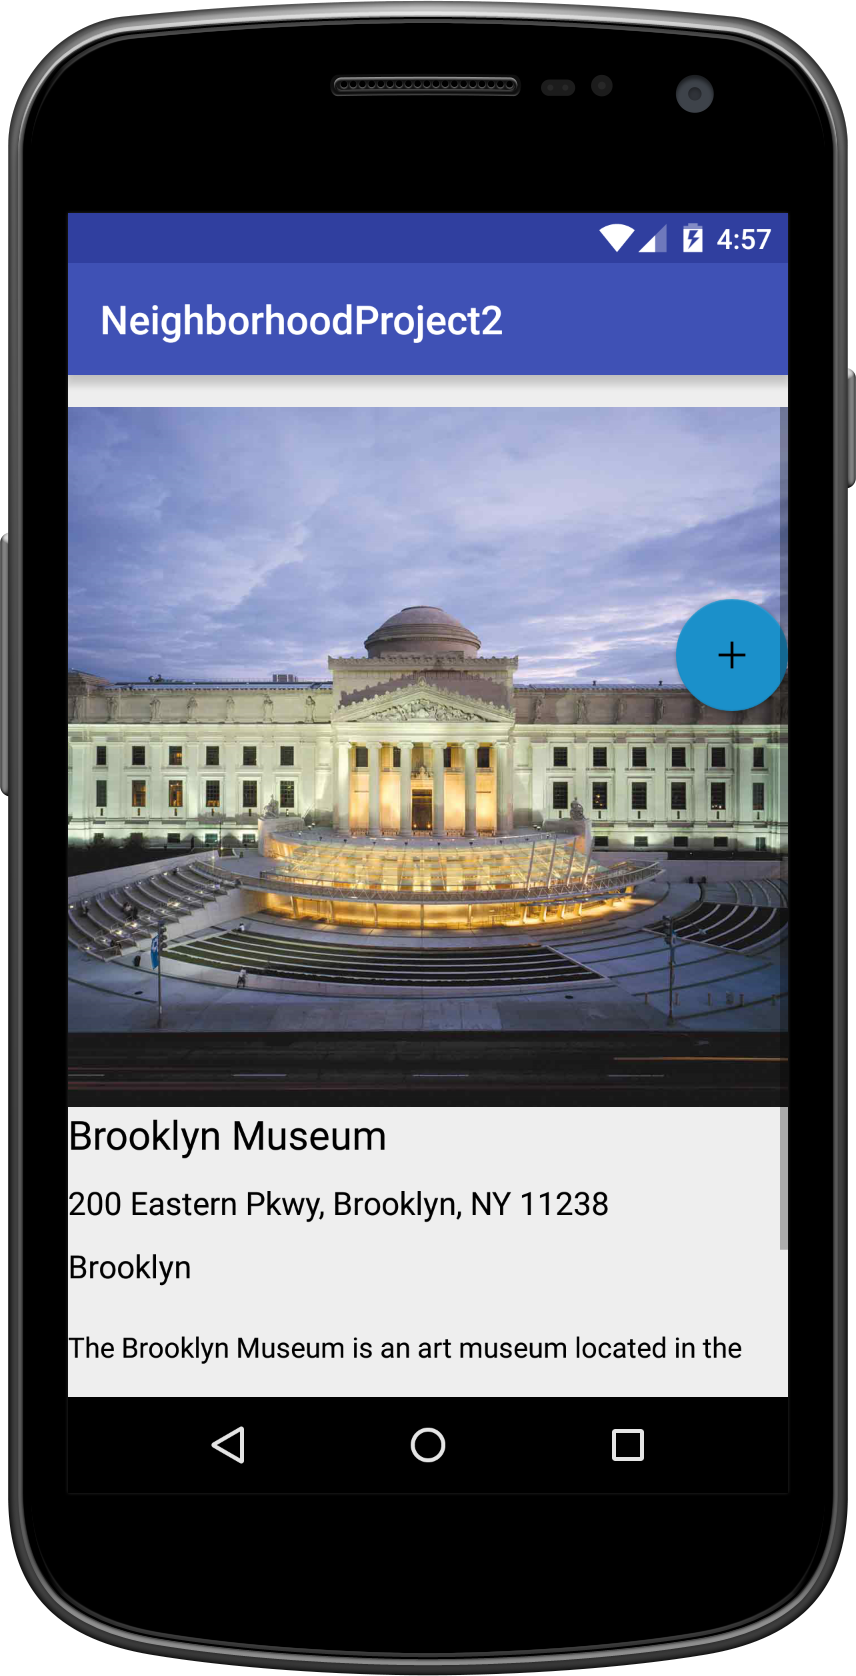 4:57
NeighborhoodProject2
Brooklyn Museum
200 Eastern Pkwy, Brooklyn, NY 11238
Brooklyn
The Brooklyn Museum is an art museum located in the